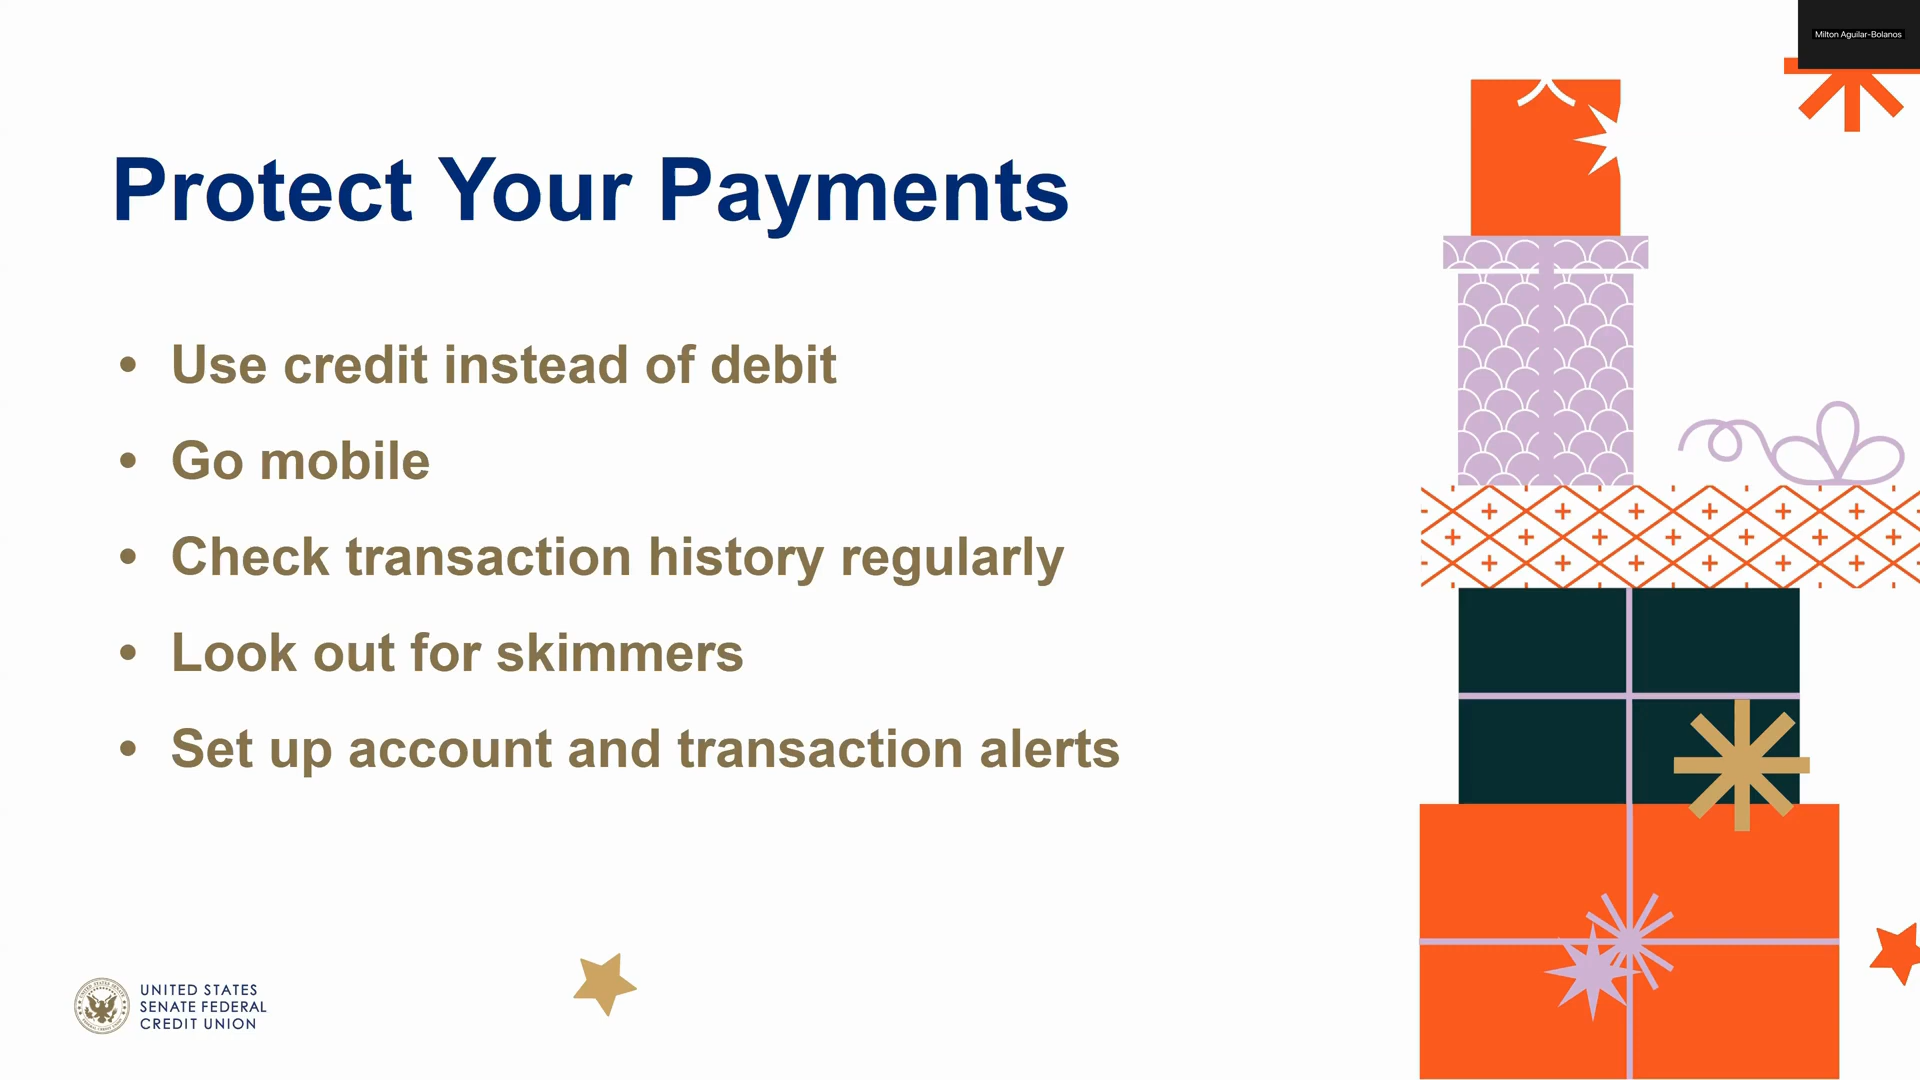 Milton Aguilar-Bolanos
Protect Your Payments
• Use credit instead of debit
• Go mobile
• Check transaction history regularly
• Look out for skimmers
• Set up account and transaction alerts
UNITED STATES
SENATE FEDERAL
CREDIT UNION